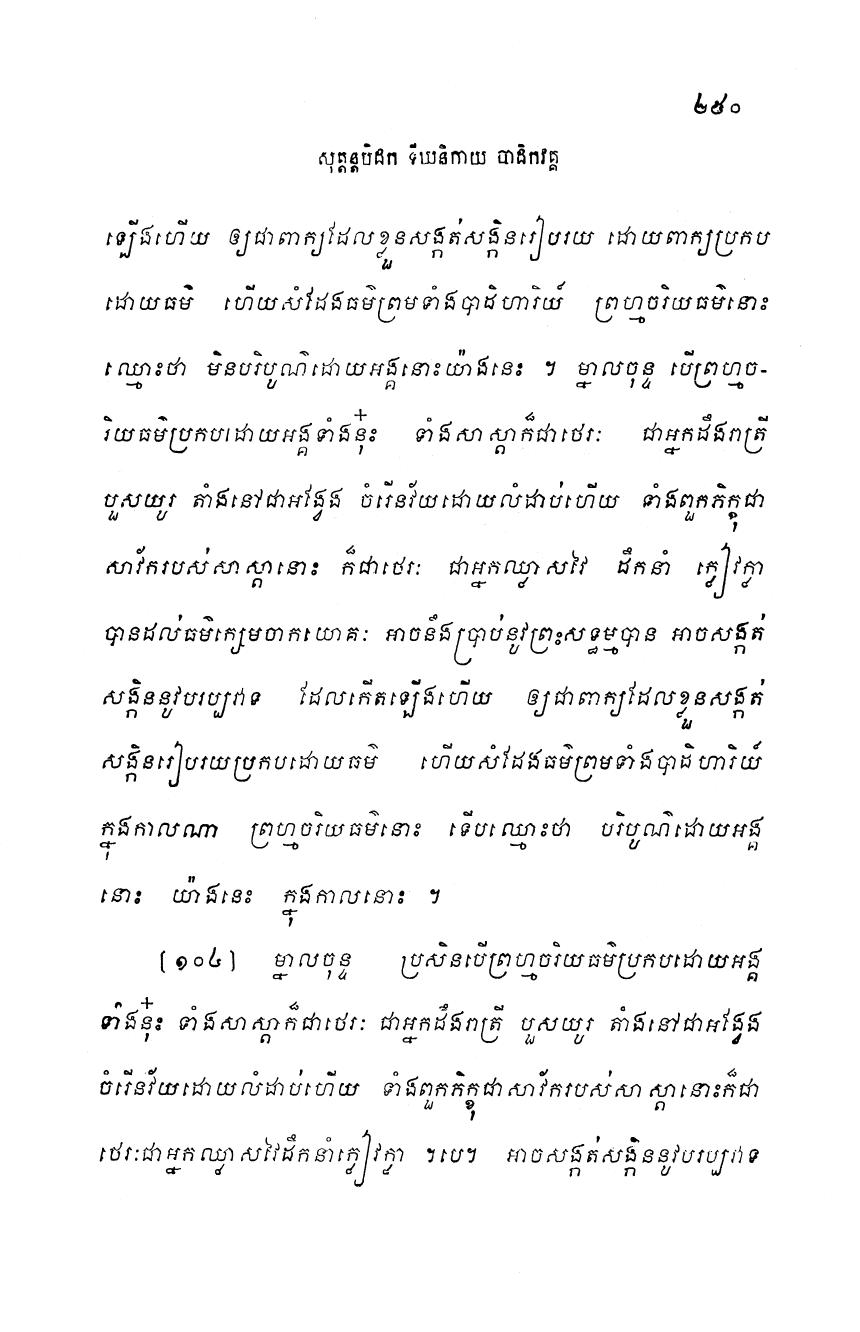 ២៥០
សុត្តន្តបិដក ទីឃនិកាយ បាដិកវគ្គ
ឡើងហើយ ឲ្យជាពាក្យដែលខ្លួនសង្កត់សង្កិនរៀបរយ ដោយពាក្យប្រកប
ដោយធម៌ ហើយសំដែងធម៌ព្រមទាំងបាដិហារិយ៍ ព្រហ្មចរិយធម៌នោះ
ឈ្មោះថា មិនបរិបូណ៌ដោយអង្គនោះយ៉ាងនេះ ។ ម្នាលចុន្ទ បើព្រហ្មច-
រិយធម៌ប្រកបដោយអង្គទាំងនុ៎ះ ទាំងសាស្តាក៏ជាថេរៈ ជាអ្នកដឹងរាត្រី
បួសយូរ តាំងនៅជាអង្វែង ចំរើនវ័យដោយលំដាប់ហើយ ទាំងពួកភិក្ខុជា
សាវ័ករបស់សាស្តានោះ ក៏ជាថេរៈ ជាអ្នកឈ្លាសវៃ ដឹកនាំ ក្លៀវក្លា
បានដល់ធម៌ក្សេមចាកយោគៈ អាចនឹងប្រាប់នូវព្រះសទ្ធម្មបាន អាចសង្កត់
សង្កិននូវបរប្បវាទ ដែលកើតឡើងហើយ ឲ្យជាពាក្យដែលខ្លួនសង្កត់
សង្កិនរៀបរយប្រកបដោយធម៌ ហើយសំដែងធម៌ព្រមទាំងបាដិហារិយ៍
ក្នុងកាលណា ព្រហ្មចរិយធម៌នោះ ទើបឈ្មោះថា បរិបូណ៌ដោយអង្គ
នោះ យ៉ាងនេះ ក្នុងកាលនោះ ។
[១០៤] ម្នាលចុន្ទ ប្រសិនបើព្រហ្មចរិយធម៌ប្រកបដោយអង្គ
ទាំងនុ៎ះ ទាំងសាស្តាក៏ជាថេរៈ ជាអ្នកដឹងរាត្រី បួសយូរ តាំងនៅជាអង្វែង
ចំរើនវ័យដោយលំដាប់ហើយ ទាំងពួកភិក្ខុជាសាវ័ករបស់សាស្តានោះក៏ជា
ថេរៈជាអ្នកឈ្លាសវៃដឹកនាំក្លៀវក្លា ។បេ។ អាចសង្កត់សង្កិននូវបរប្បវាទ